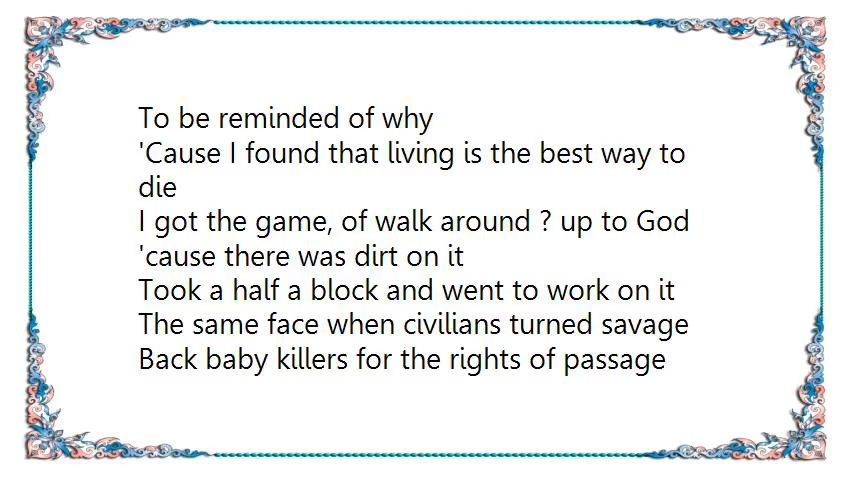 To be reminded of why
'Cause I found that living is the best way to
die
I got the game, of walk around ? up to God
'cause there was dirt on it
Took a half a block and went to work on it
The same face when civilians turned savage
Back baby killers for the rights of passage